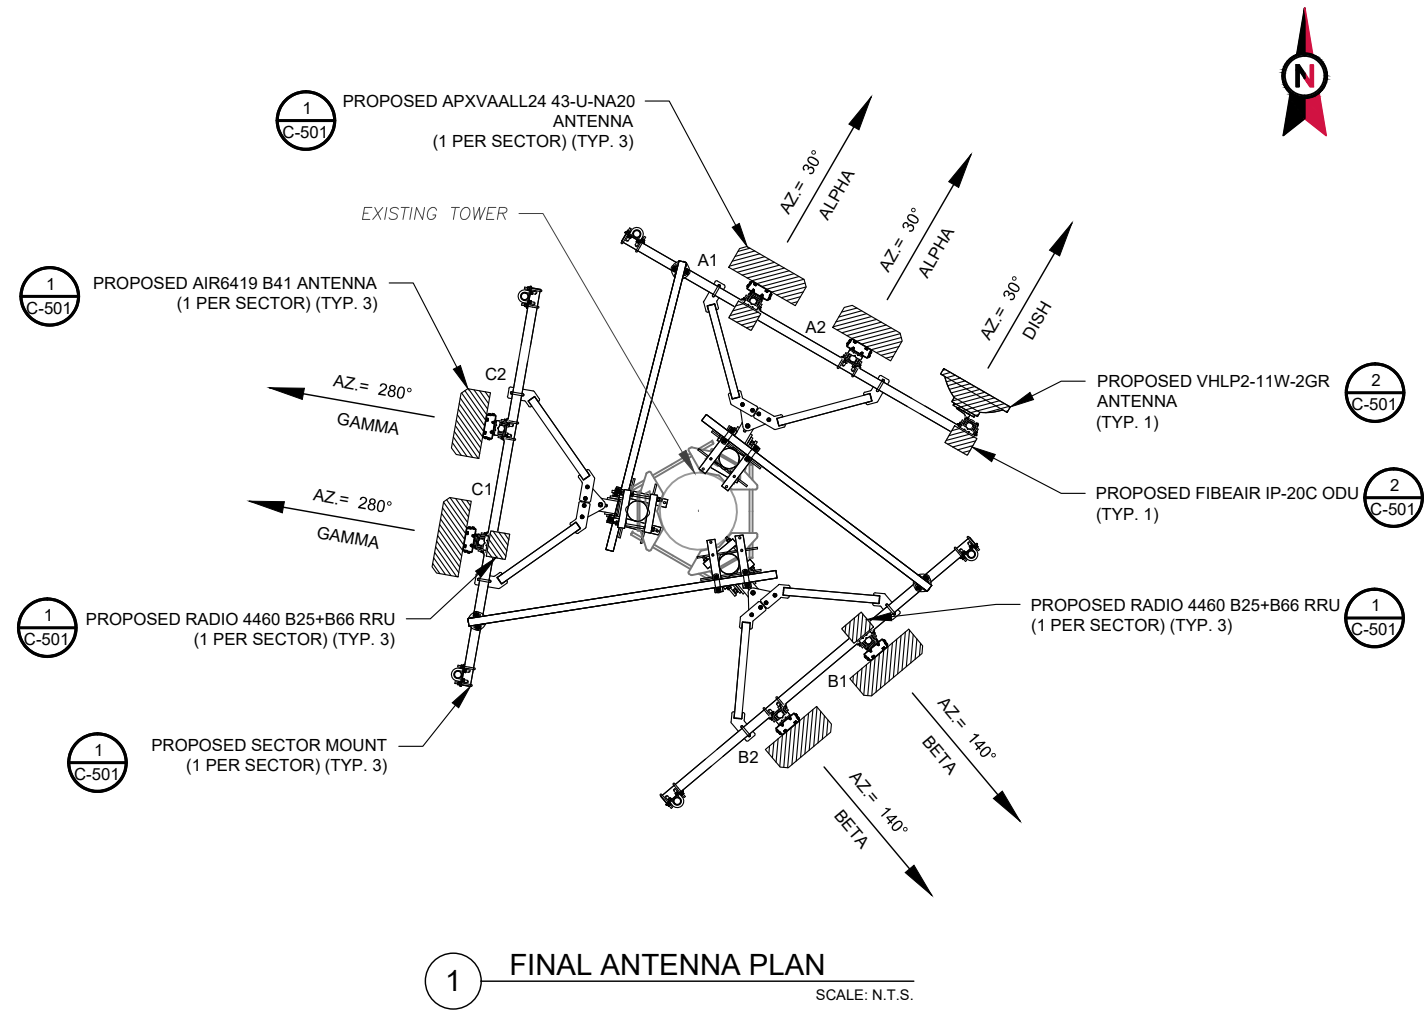 N
1
C-501
PROPOSED APXVAALL24 43-U-NA20
ANTENNA
(1 PER SECTOR) (TYP. 3)
EXISTING TOWER
1
C-501
PROPOSED AIR6419 B41 ANTENNA
(1 PER SECTOR) (TYP. 3)
AZ.= 30°
ALPHA
AZ.= 30°
ALPHA
AZ.= 30°
DISH
A1
A2
C2
AZ.= 280°
GAMMA
C1
AZ.= 280°
GAMMA
PROPOSED VHLP2-11W-2GR
ANTENNA
(TYP. 1)
2
C-501
PROPOSED FIBEAIR IP-20C ODU
(TYP. 1)
2
C-501
1
C-501
PROPOSED RADIO 4460 B25+B66 RRU
(1 PER SECTOR) (TYP. 3)
PROPOSED RADIO 4460 B25+B66 RRU
(1 PER SECTOR) (TYP. 3)
1
C-501
B1
B2
AZ.= 140°
BETA
AZ.= 140°
BETA
1
C-501
PROPOSED SECTOR MOUNT
(1 PER SECTOR) (TYP. 3)
1
FINAL ANTENNA PLAN
SCALE: N.T.S.